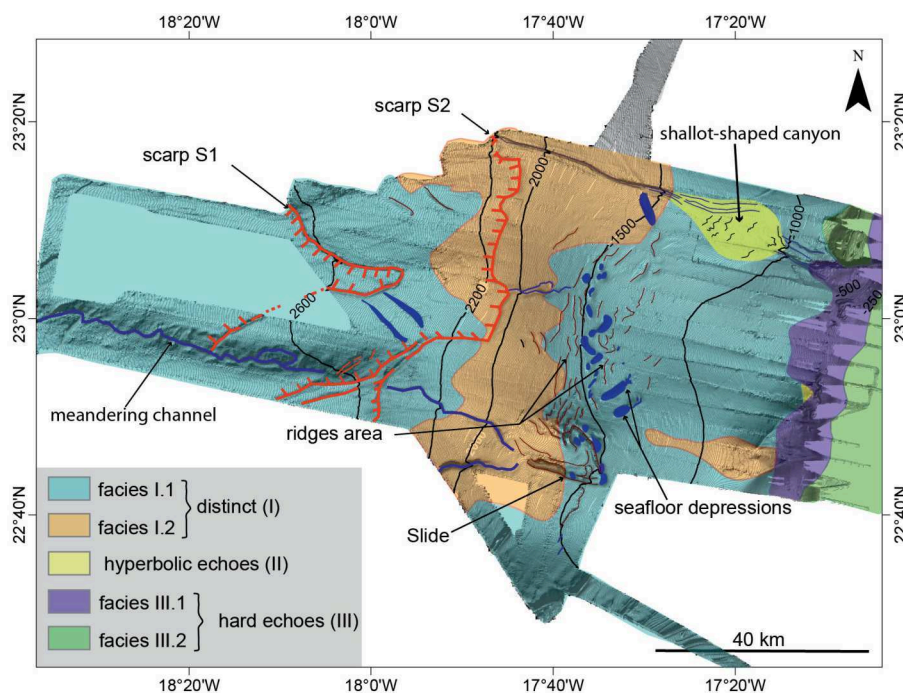 18°20'W 18°0'W 17°40'W 17°20'W
N
scarp S2
23°20'N 23°20'N
shallot-shaped canyon
scarp S1
2000
-1500
-1000
2600
2200
-500
-250
23°0'N 23°0'N
meandering channel
ridges area
seafloor depressions
Slide
22°40'N 22°40'N
facies I.1
distinct (I)
facies I.2
hyperbolic echoes (II)
facies III.1
hard echoes (III)
facies III.2
40 km
18°20'W 18°0'W 17°40'W 17°20'W